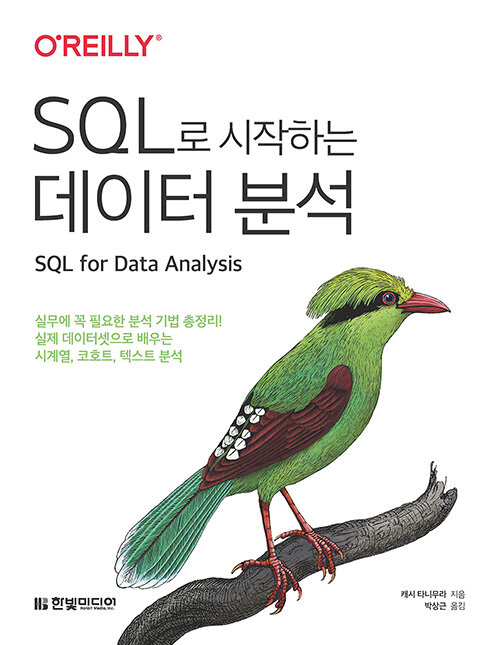 O'REILLY®
SQL로 시작하는
데이터 분석
SQL for Data Analysis
실무에 꼭 필요한 분석 기법 총정리!
실제 데이터셋으로 배우는
시계열, 코호트, 텍스트 분석
캐시 타니무라 지음
박상근 옮김
한빛미디어
Hanbit Media, Inc.